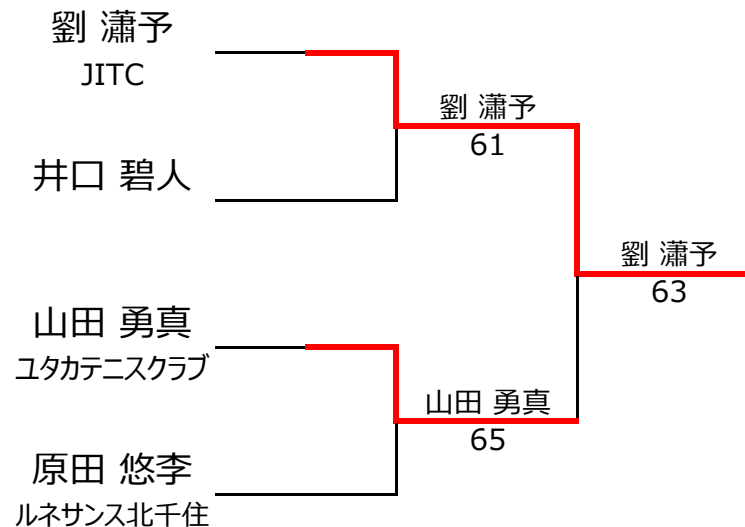 劉 瀟予
JITC
井口 碧人
山田 勇真
ユタカテニスクラブ
原田 悠李
ルネサンス北千住
劉 瀟予
61
山田 勇真
65
劉 瀟予
63